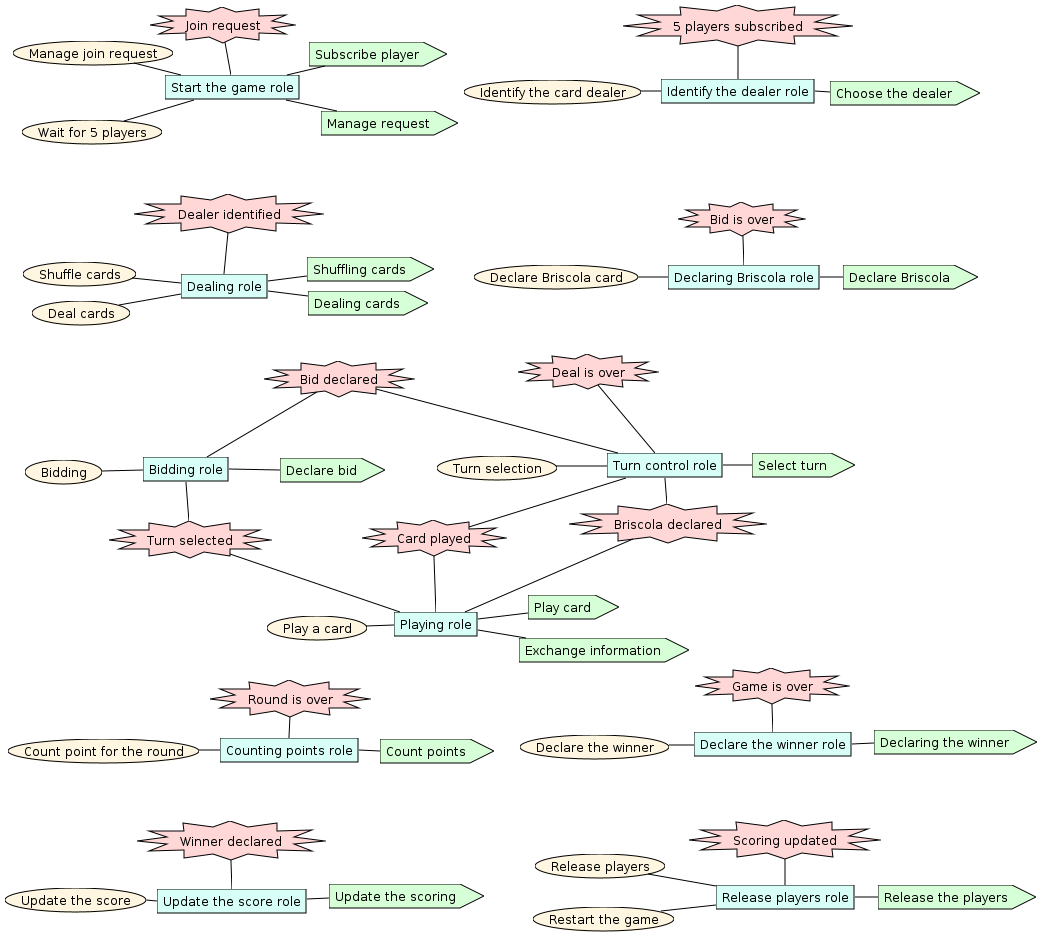 Join request
Manage join request
Subscribe player
Start the game role
Manage request
Wait for 5 players
5 players subscribed
Identify the card dealer
Identify the dealer role
Choose the dealer
Dealer identified
Shuffle cards
Shuffling cards
Dealing role
Deal cards
Dealing cards
Bid is over
Declare Briscola card
Declaring Briscola role
Declare Briscola
Bid declared
Deal is over
Bidding
Bidding role
Declare bid
Turn selection
Turn control role
Select turn
Turn selected
Card played
Briscola declared
Play a card
Playing role
Play card
Exchange information
Round is over
Count point for the round
Counting points role
Count points
Game is over
Declare the winner
Declare the winner role
Declaring the winner
Winner declared
Update the score
Update the score role
Update the scoring
Scoring updated
Release players
Release players role
Release the players
Restart the game